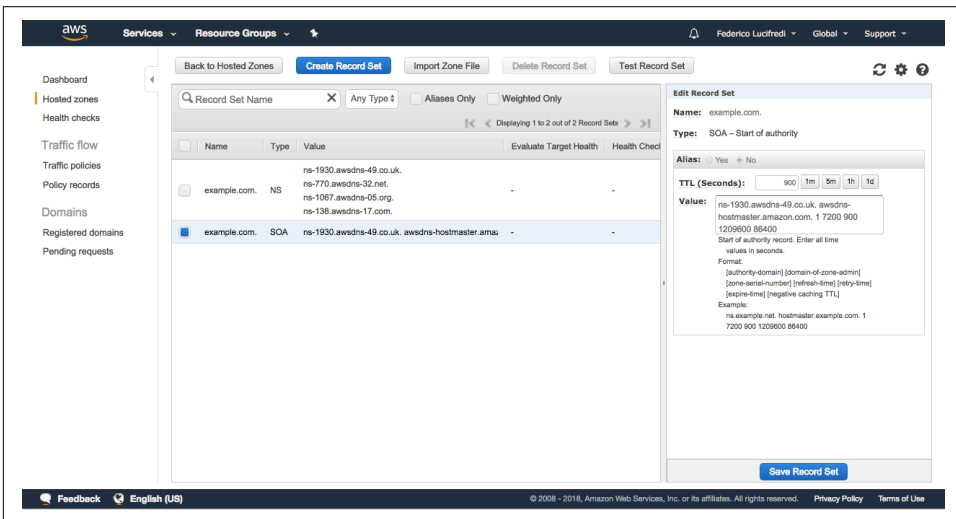 aws
Services
Resource Groups
Federico Lucifredi
Global
Support
Dashboard
Hosted zones
Health checks
Traffic flow
Traffic policies
Policy records
Domains
Registered domains
Pending requests
Back to Hosted Zones
Create Record Set
Import Zone File
Delete Record Set
Test Record Set
Record Set Name
Any Type
Aliases Only
Weighted Only
Displaying 1 to 2 out of 2 Record Sets
Name Type Value Evaluate Target Health Health Checl
example.com. NS
ns-1930.awsdns-49.co.uk.
ns-770.awsdns-32.net.
ns-1067.awsdns-05.org.
ns-138.awsdns-17.com.
- -
example.com. SOA ns-1930.awsdns-49.co.uk. awsdns-hostmaster.amaz - -
Edit Record Set
Name: example.com.
Type: SOA – Start of authority
Alias: Yes No
TTL (Seconds): 900 1m 5m 1h 1d
Value:
ns-1930.awsdns-49.co.uk. awsdns-
hostmaster.amazon.com. 1 7200 900
1209600 86400
Start of authority record. Enter all time
values in seconds.
Format:
[authority-domain] [domain-of-zone-admin]
[zone-serial-number] [refresh-time] [retry-time]
[expire-time] [negative caching TTL]
Example:
ns.example.net. hostmaster.example.com. 1
7200 900 1209600 86400
Save Record Set
Feedback
English (US)
© 2008 - 2018, Amazon Web Services, Inc. or its affiliates. All rights reserved.
Privacy Policy
Terms of Use